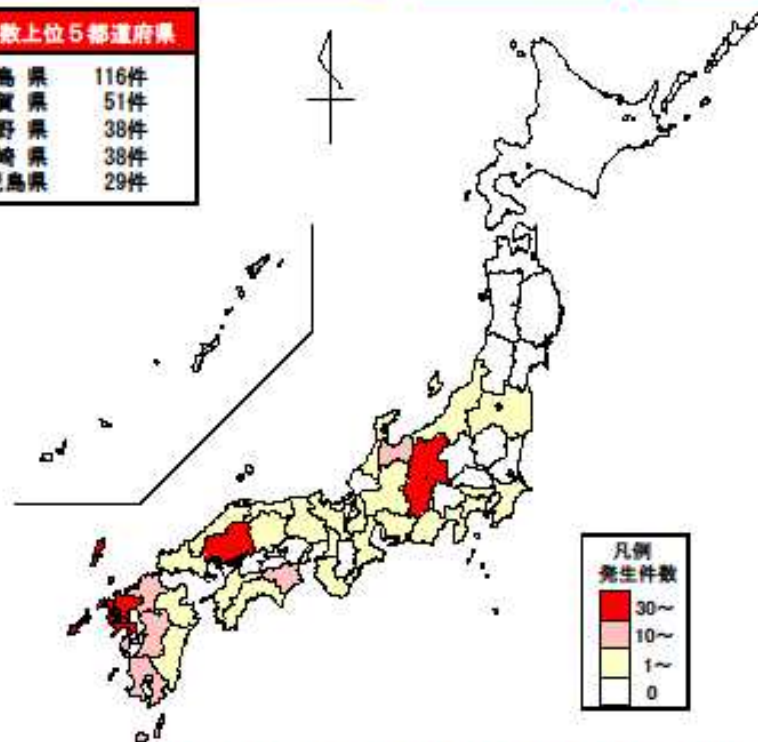 数上位５都道府県
島 県 116件
賀 県 51件
野 県 38件
崎 県 38件
児島県 29件
凡例
発生件数
30～
10～
1～
0